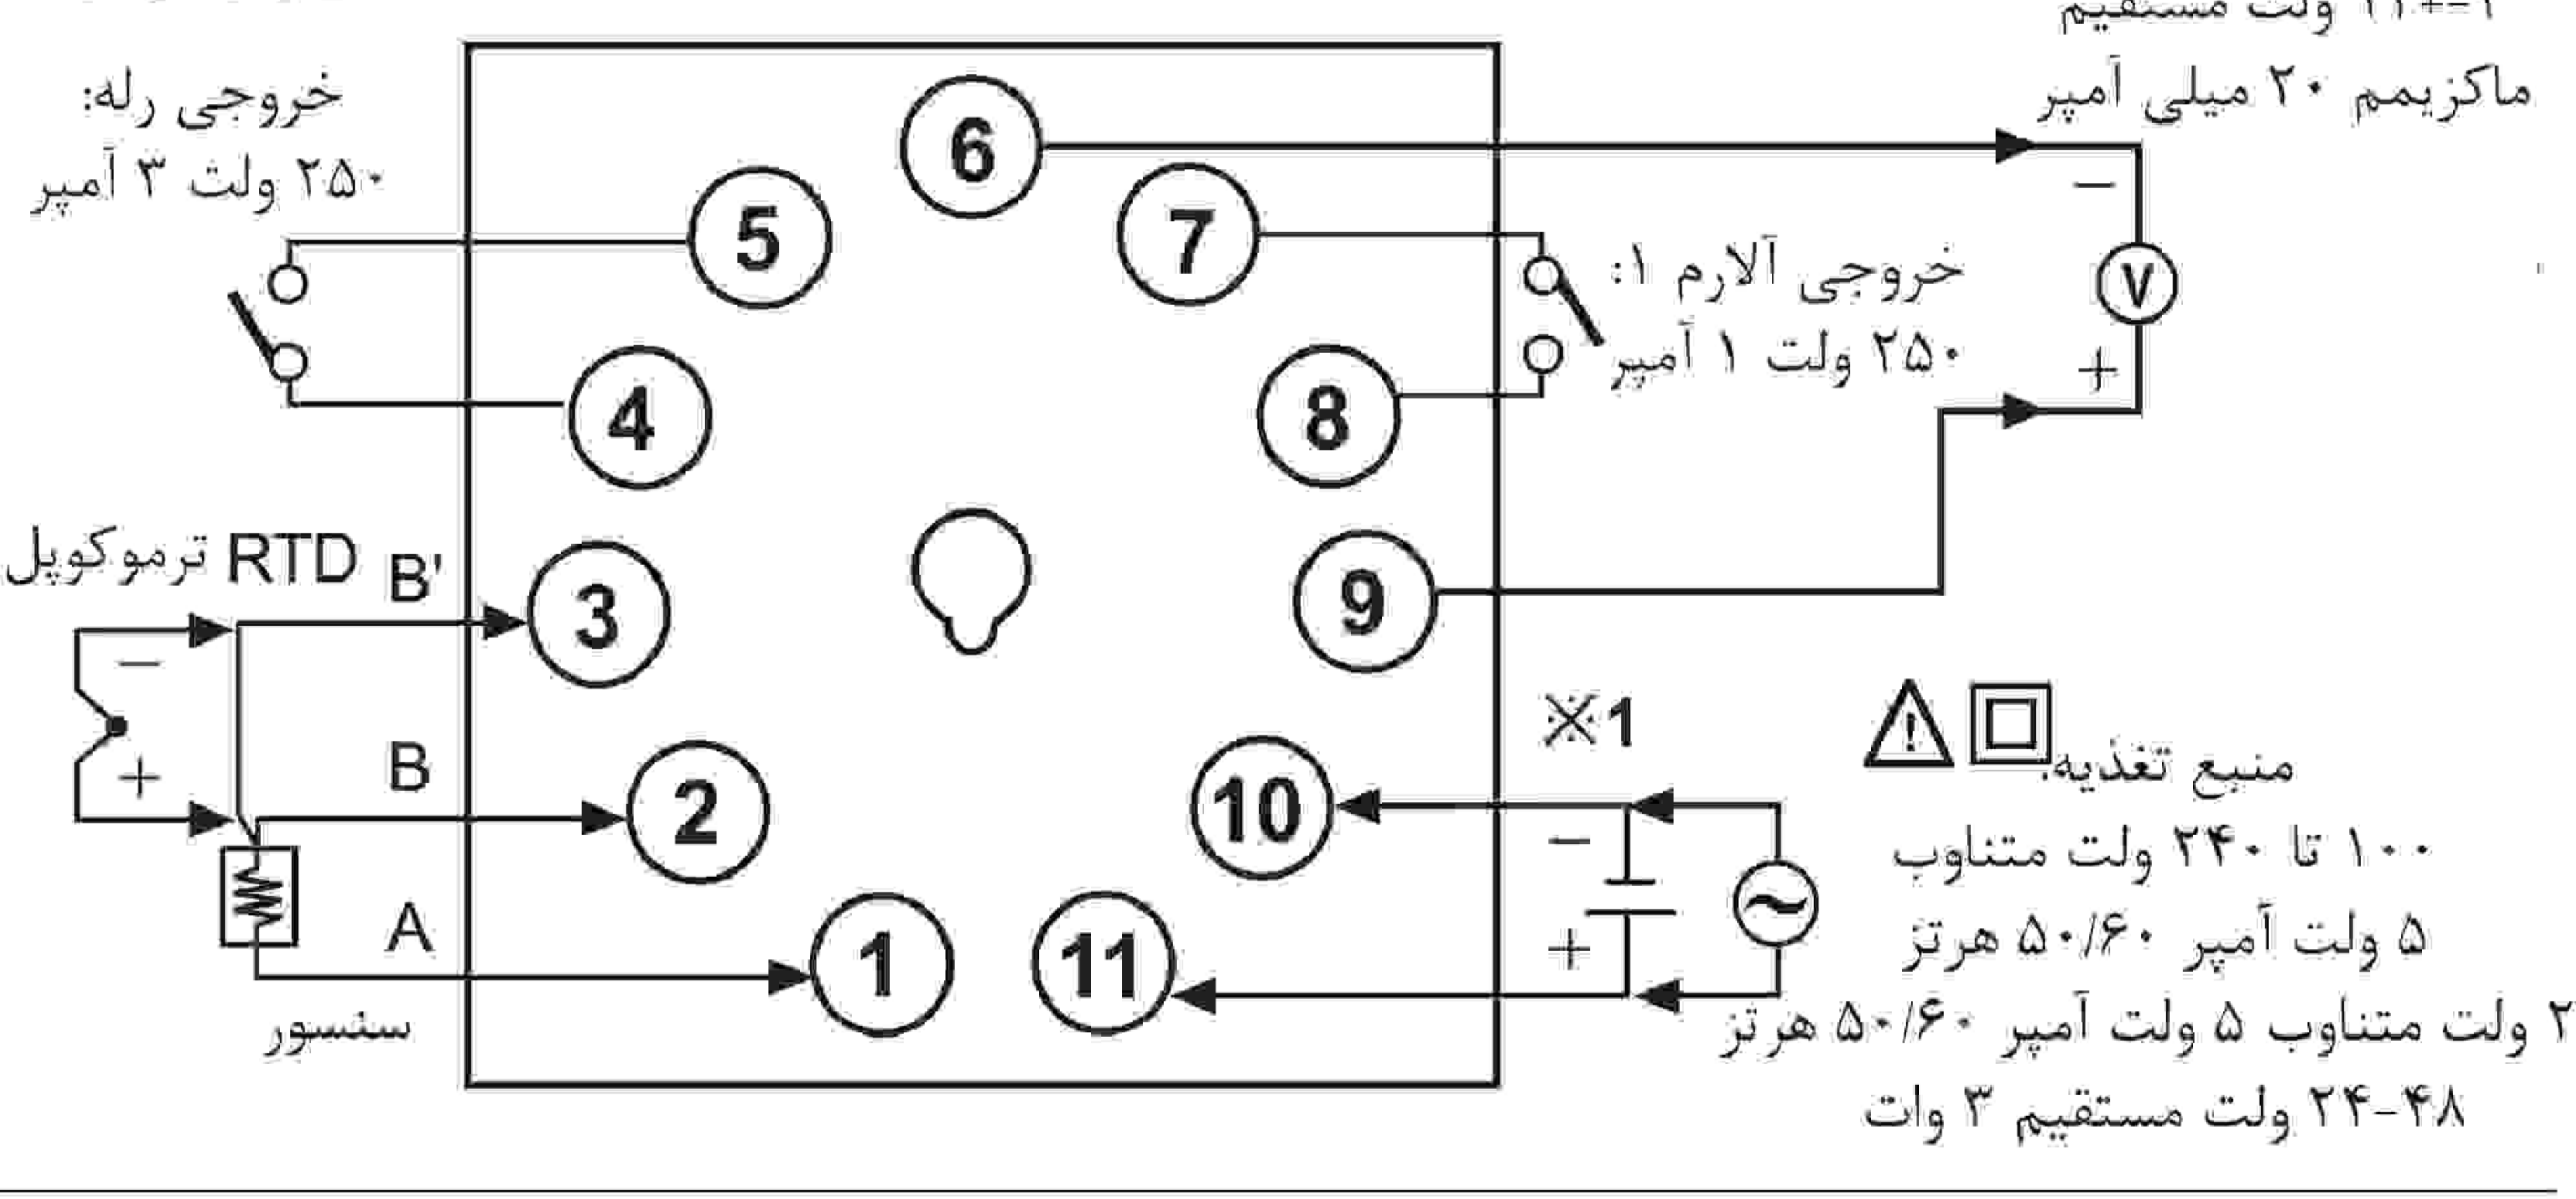 ولت مستقیم
ماکزیمم ۲۰ میلی آمپر
خروجی رله:
۲۵۰ ولت ۳ آمپر
6
5
7
4
8
خروجی آلارم ۱:
۲۵۰ ولت ۱ آمپر
−
V
+
RTD ترموکوپل
B'
3
9
−
+
B
2
A
1
سنسور
10
11
※1
−
+
منبع تغذیه:
۱۰۰ تا ۲۴۰ ولت متناوب
۵ ولت آمپر ۵۰/۶۰ هرتز
ولت متناوب ۵ ولت آمپر ۵۰/۶۰ هرتز
۲۴-۴۸ ولت مستقیم ۳ وات